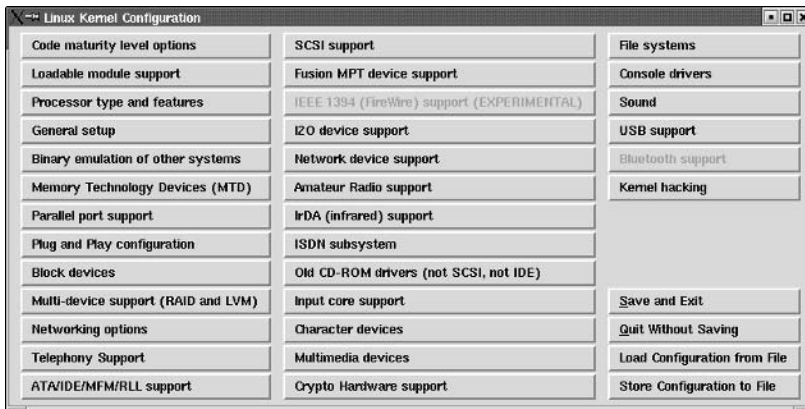 Linux Kernel Configuration
Code maturity level options
Loadable module support
Processor type and features
General setup
Binary emulation of other systems
Memory Technology Devices (MTD)
Parallel port support
Plug and Play configuration
Block devices
Multi-device support (RAID and LVM)
Networking options
Telephony Support
ATA/IDE/MFM/RLL support
SCSI support
Fusion MPT device support
IEEE 1394 (FireWire) support (EXPERIMENTAL)
I2O device support
Network device support
Amateur Radio support
IrDA (infrared) support
ISDN subsystem
Old CD-ROM drivers (not SCSI, not IDE)
Input core support
Character devices
Multimedia devices
Crypto Hardware support
File systems
Console drivers
Sound
USB support
Bluetooth support
Kernel hacking
Save and Exit
Quit Without Saving
Load Configuration from File
Store Configuration to File